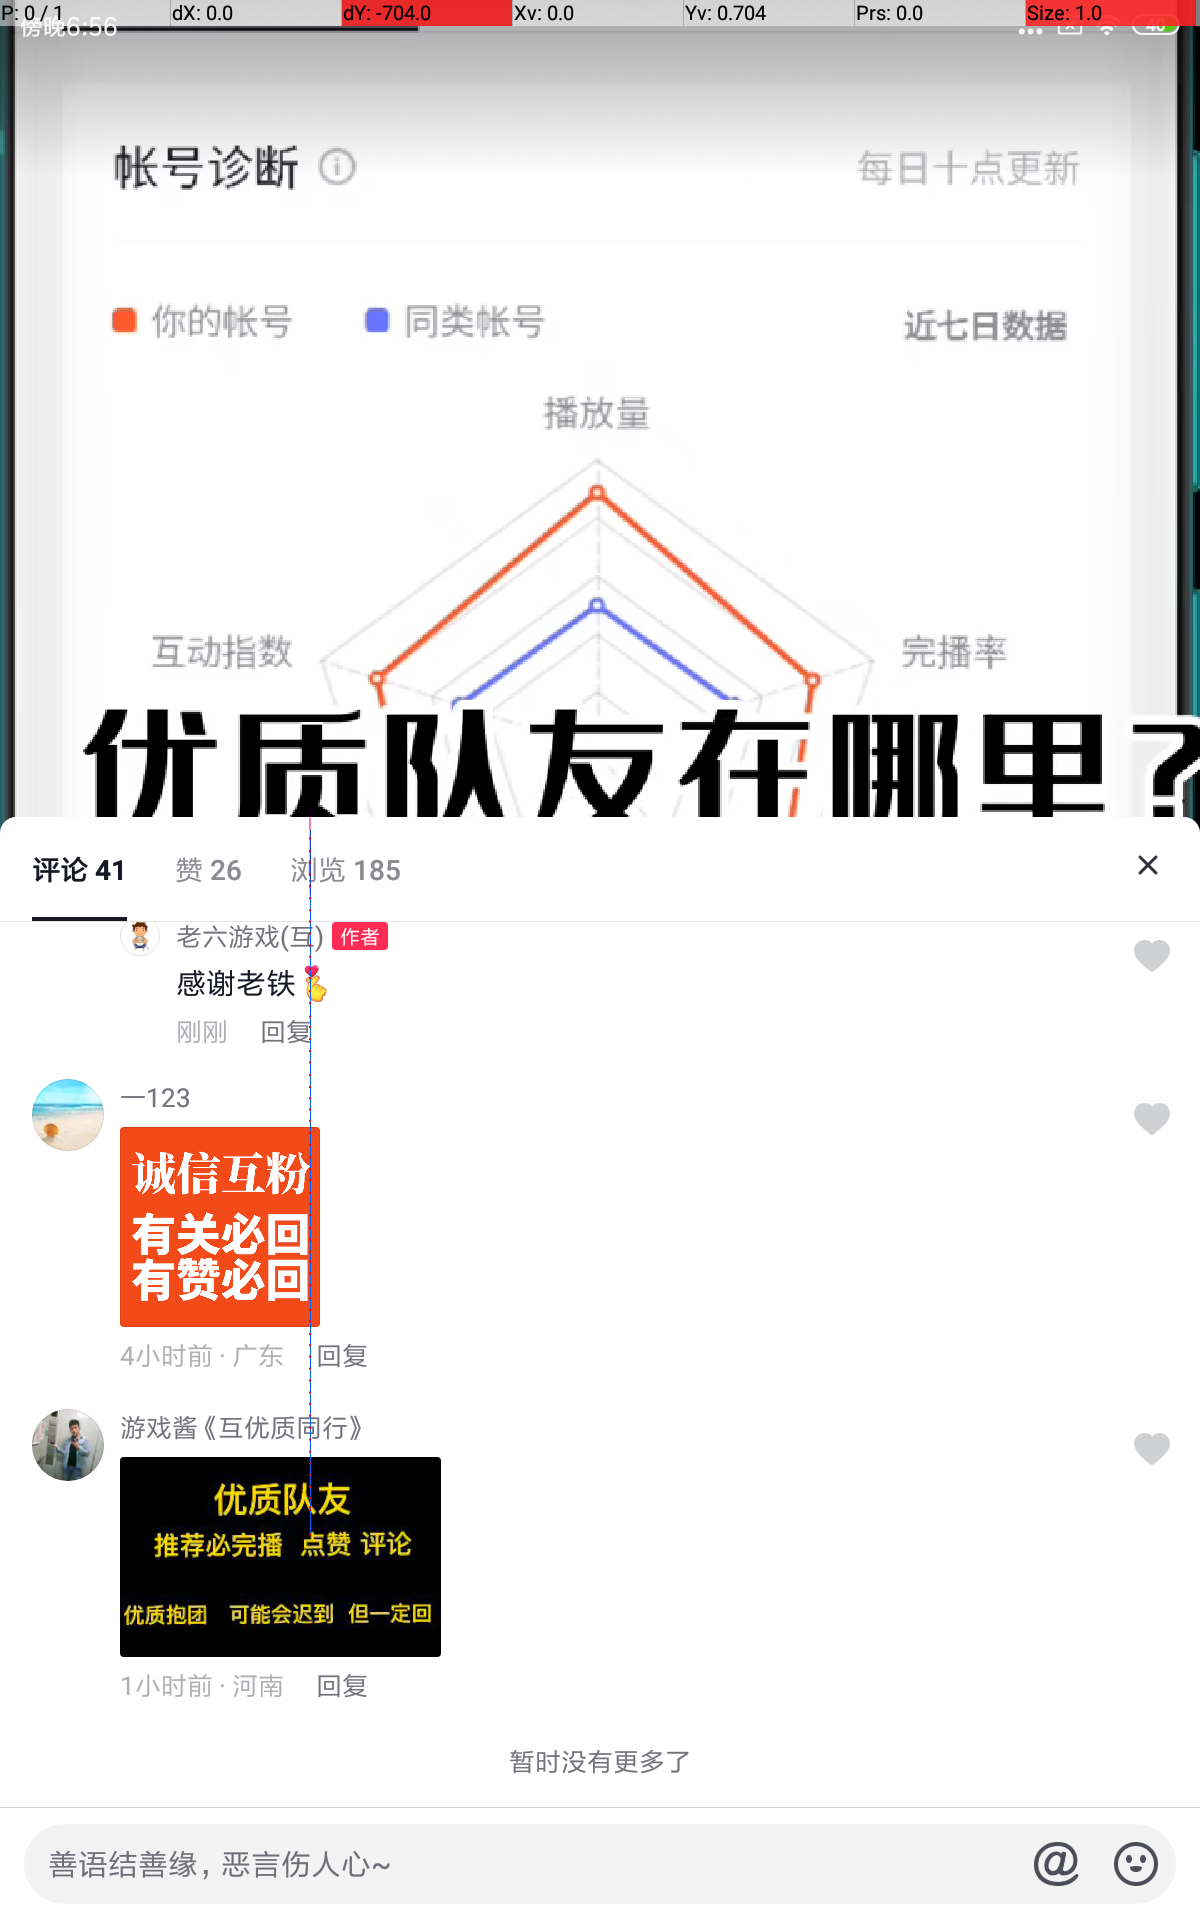 P: 0 / 1
dX: 0.0
dY: -704.0
Xv: 0.0
Yv: 0.704
Prs: 0.0
Size: 1.0
傍晚6:56
40
帐号诊断
每日十点更新
你的帐号
同类帐号
近七日数据
播放量
互动指数
完播率
优质队友在哪里?
评论 41
赞 26
浏览 185
老六游戏(互)
作者
感谢老铁
刚刚
回复
一123
诚信互粉
有关必回
有赞必回
4小时前 · 广东
回复
游戏酱《互优质同行》
优质队友
推荐必完播 点赞 评论
优质抱团 可能会迟到 但一定回
1小时前 · 河南
回复
暂时没有更多了
善语结善缘，恶言伤人心~